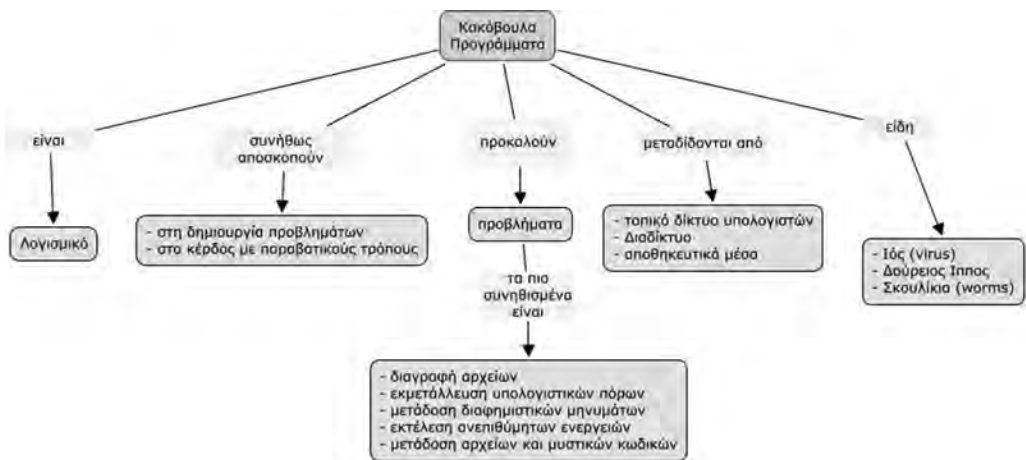 Κακόβουλα
Προγράμματα
είναι
συνήθως
αποσκοπούν
προκαλούν
μεταδίδονται από
είδη
Λογισμικό
- στη δημιουργία προβλημάτων
- στο κέρδος με παραβατικούς τρόπους
προβλήματα
- τοπικό δίκτυο υπολογιστών
- Διαδίκτυο
- αποθηκευτικά μέσα
- Ιός (virus)
- Δούρειος Ίππος
- Σκουλίκια (worms)
τα πιο
συνηθισμένα
είναι
- διαγραφή αρχείων
- εκμετάλλευση υπολογιστικών πόρων
- μετάδοση διαφημιστικών μηνυμάτων
- εκτέλεση ανεπιθύμητων ενεργειών
- μετάδοση αρχείων και μυστικών κωδικών